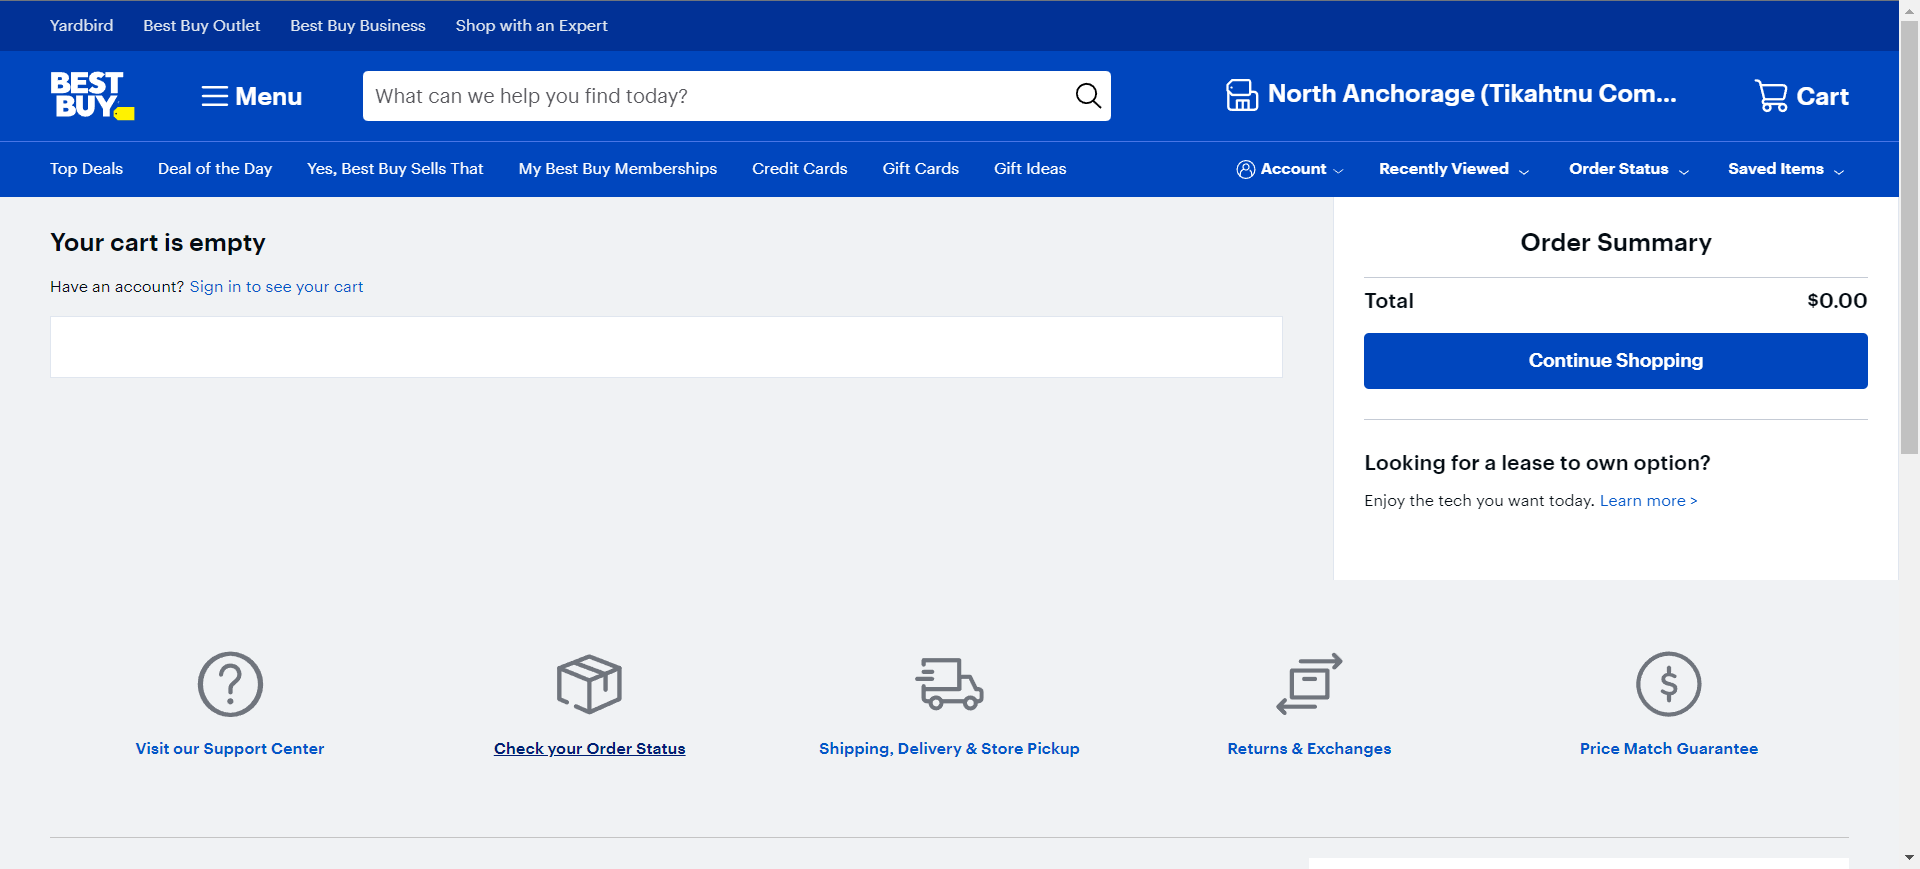 Yardbird Best Buy Outlet Best Buy Business Shop with an Expert
BEST BUY
Menu
What can we help you find today?
North Anchorage (Tikahtnu Com...
Cart
Top Deals Deal of the Day Yes, Best Buy Sells That My Best Buy Memberships Credit Cards Gift Cards Gift Ideas
Account Recently Viewed Order Status Saved Items
Your cart is empty
Have an account? Sign in to see your cart
Order Summary
Total $0.00
Continue Shopping
Looking for a lease to own option?
Enjoy the tech you want today. Learn more >
Visit our Support Center
Check your Order Status
Shipping, Delivery & Store Pickup
Returns & Exchanges
Price Match Guarantee